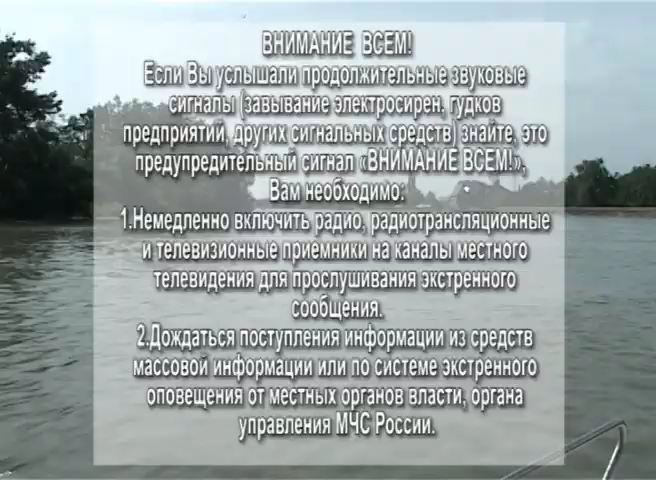 ВНИМАНИЕ ВСЕМ!
Если Вы услышали продолжительные звуковые
сигналы (завывание электросирен, гудков
предприятий, других сигнальных средств) знайте, это
предупредительный сигнал «ВНИМАНИЕ ВСЕМ!»,
Вам необходимо:
1.Немедленно включить радио, радиотрансляционные
и телевизионные приемники на каналы местного
телевидения для прослушивания экстренного
сообщения.
2.Дождаться поступления информации из средств
массовой информации или по системе экстренного
оповещения от местных органов власти, органа
управления МЧС России.